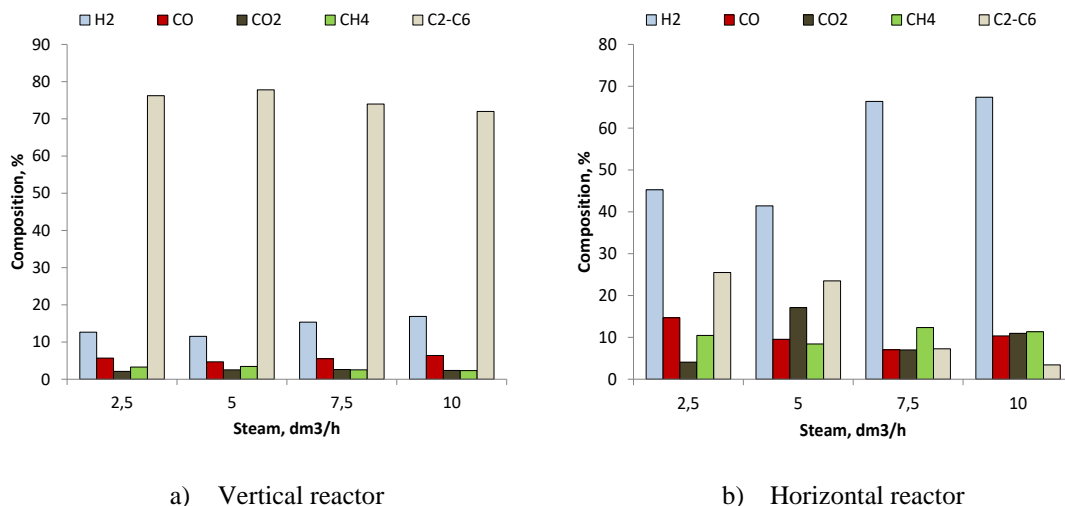 H2 CO CO2 CH4 C2-C6
90
80
70
60
50
40
30
20
10
0
Composition, %
2,5 5 7,5 10
Steam, dm3/h
a) Vertical reactor
H2 CO CO2 CH4 C2-C6
80
70
60
50
40
30
20
10
0
Composition, %
2,5 5 7,5 10
Steam, dm3/h
b) Horizontal reactor